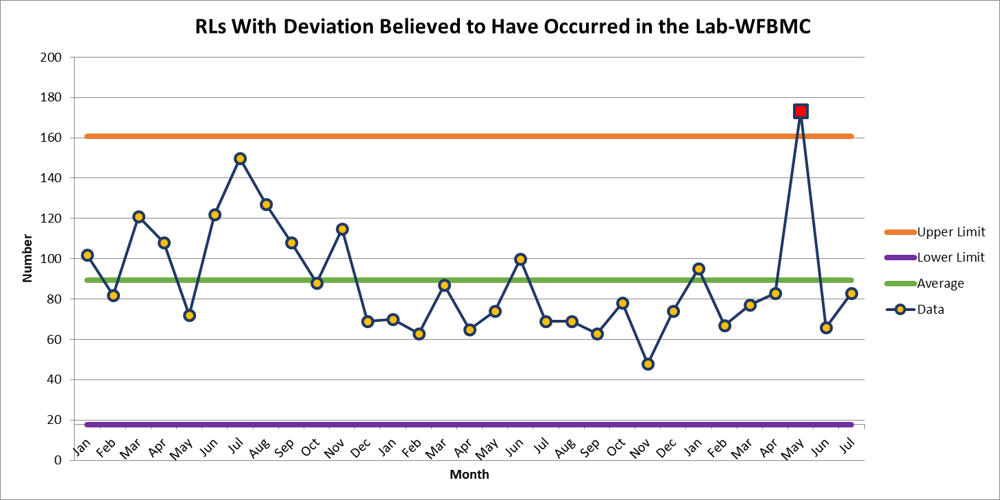 RLs With Deviation Believed to Have Occurred in the Lab-WFBMC
200
180
160
140
120
100
80
60
40
20
0
Number
Jan Feb Mar Apr May Jun Jul Aug Sep Oct Nov Dec Jan Feb Mar Apr May Jun Jul Aug Sep Oct Nov Dec Jan Feb Mar Apr May Jun Jul
Month
Upper Limit
Lower Limit
Average
Data